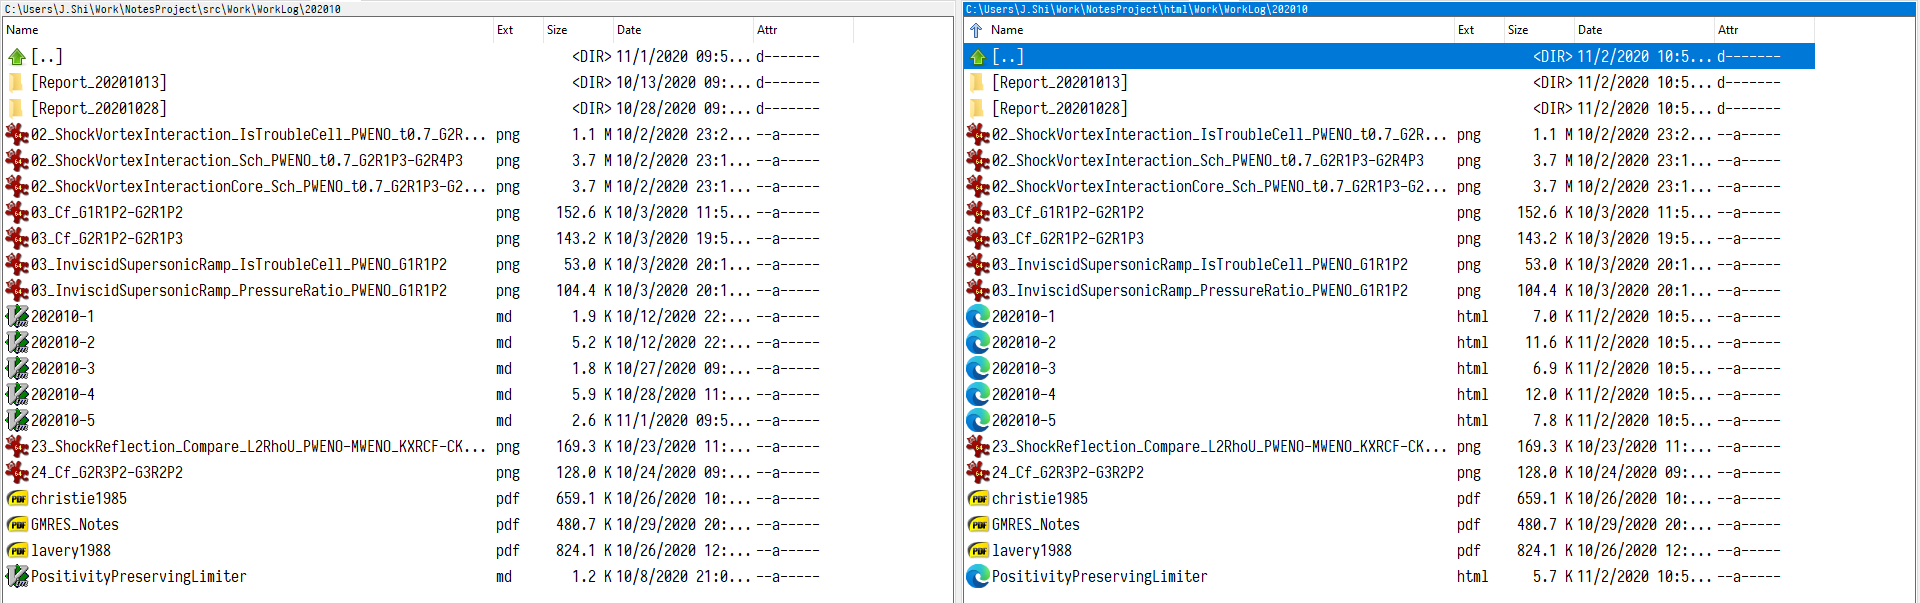 C:\Users\J.Shi\Work\NotesProject\src\Work\WorkLog\202010
Name Ext Size Date Attr
[..] <DIR> 11/1/2020 09:5... d-------
[Report_20201013] <DIR> 10/13/2020 09:... d-------
[Report_20201028] <DIR> 10/28/2020 09:... d-------
02_ShockVortexInteraction_IsTroubleCell_PWENO_t0.7_G2R... png 1.1 M 10/2/2020 23:2... --a-----
02_ShockVortexInteraction_Sch_PWENO_t0.7_G2R1P3-G2R4P3 png 3.7 M 10/2/2020 23:1... --a-----
02_ShockVortexInteractionCore_Sch_PWENO_t0.7_G2R1P3-G2... png 3.7 M 10/2/2020 23:1... --a-----
03_Cf_G1R1P2-G2R1P2 png 152.6 K 10/3/2020 11:5... --a-----
03_Cf_G2R1P2-G2R1P3 png 143.2 K 10/3/2020 19:5... --a-----
03_InviscidSupersonicRamp_IsTroubleCell_PWENO_G1R1P2 png 53.0 K 10/3/2020 20:1... --a-----
03_InviscidSupersonicRamp_PressureRatio_PWENO_G1R1P2 png 104.4 K 10/3/2020 20:1... --a-----
202010-1 md 1.9 K 10/12/2020 22:... --a-----
202010-2 md 5.2 K 10/12/2020 22:... --a-----
202010-3 md 1.8 K 10/27/2020 09:... --a-----
202010-4 md 5.9 K 10/28/2020 11:... --a-----
202010-5 md 2.6 K 11/1/2020 09:5... --a-----
23_ShockReflection_Compare_L2RhoU_PWENO-MWENO_KXRCF-CK... png 169.3 K 10/23/2020 11:... --a-----
24_Cf_G2R3P2-G3R2P2 png 128.0 K 10/24/2020 09:... --a-----
christie1985 pdf 659.1 K 10/26/2020 10:... --a-----
GMRES_Notes pdf 480.7 K 10/29/2020 20:... --a-----
lavery1988 pdf 824.1 K 10/26/2020 12:... --a-----
PositivityPreservingLimiter md 1.2 K 10/8/2020 21:0... --a-----
C:\Users\J.Shi\Work\NotesProject\html\Work\WorkLog\202010
Name Ext Size Date Attr
[..] <DIR> 11/2/2020 10:5... d-------
[Report_20201013] <DIR> 11/2/2020 10:5... d-------
[Report_20201028] <DIR> 11/2/2020 10:5... d-------
02_ShockVortexInteraction_IsTroubleCell_PWENO_t0.7_G2R... png 1.1 M 10/2/2020 23:2... --a-----
02_ShockVortexInteraction_Sch_PWENO_t0.7_G2R1P3-G2R4P3 png 3.7 M 10/2/2020 23:1... --a-----
02_ShockVortexInteractionCore_Sch_PWENO_t0.7_G2R1P3-G2... png 3.7 M 10/2/2020 23:1... --a-----
03_Cf_G1R1P2-G2R1P2 png 152.6 K 10/3/2020 11:5... --a-----
03_Cf_G2R1P2-G2R1P3 png 143.2 K 10/3/2020 19:5... --a-----
03_InviscidSupersonicRamp_IsTroubleCell_PWENO_G1R1P2 png 53.0 K 10/3/2020 20:1... --a-----
03_InviscidSupersonicRamp_PressureRatio_PWENO_G1R1P2 png 104.4 K 10/3/2020 20:1... --a-----
202010-1 html 7.0 K 11/2/2020 10:5... --a-----
202010-2 html 11.6 K 11/2/2020 10:5... --a-----
202010-3 html 6.9 K 11/2/2020 10:5... --a-----
202010-4 html 12.0 K 11/2/2020 10:5... --a-----
202010-5 html 7.8 K 11/2/2020 10:5... --a-----
23_ShockReflection_Compare_L2RhoU_PWENO-MWENO_KXRCF-CK... png 169.3 K 10/23/2020 11:... --a-----
24_Cf_G2R3P2-G3R2P2 png 128.0 K 10/24/2020 09:... --a-----
christie1985 pdf 659.1 K 10/26/2020 10:... --a-----
GMRES_Notes pdf 480.7 K 10/29/2020 20:... --a-----
lavery1988 pdf 824.1 K 10/26/2020 12:... --a-----
PositivityPreservingLimiter html 5.7 K 11/2/2020 10:5... --a-----